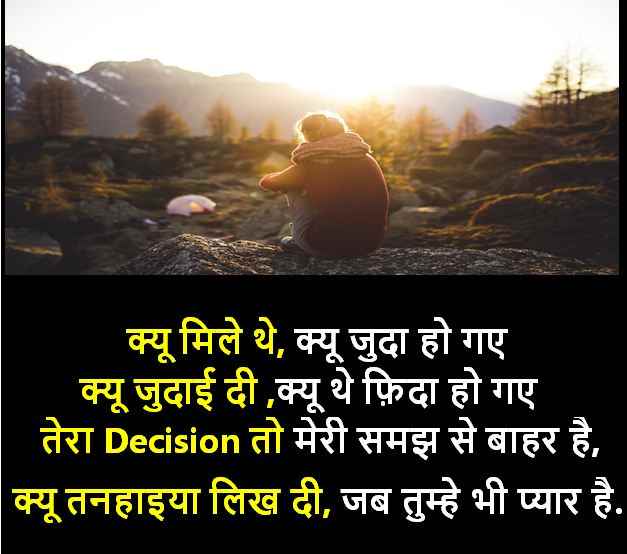 क्यू मिले थे, क्यू जुदा हो गए
क्यू जुदाई दी ,क्यू थे फ़िदा हो गए
तेरा Decision तो मेरी समझ से बाहर है,
क्यू तनहाइया लिख दी, जब तुम्हे भी प्यार है.